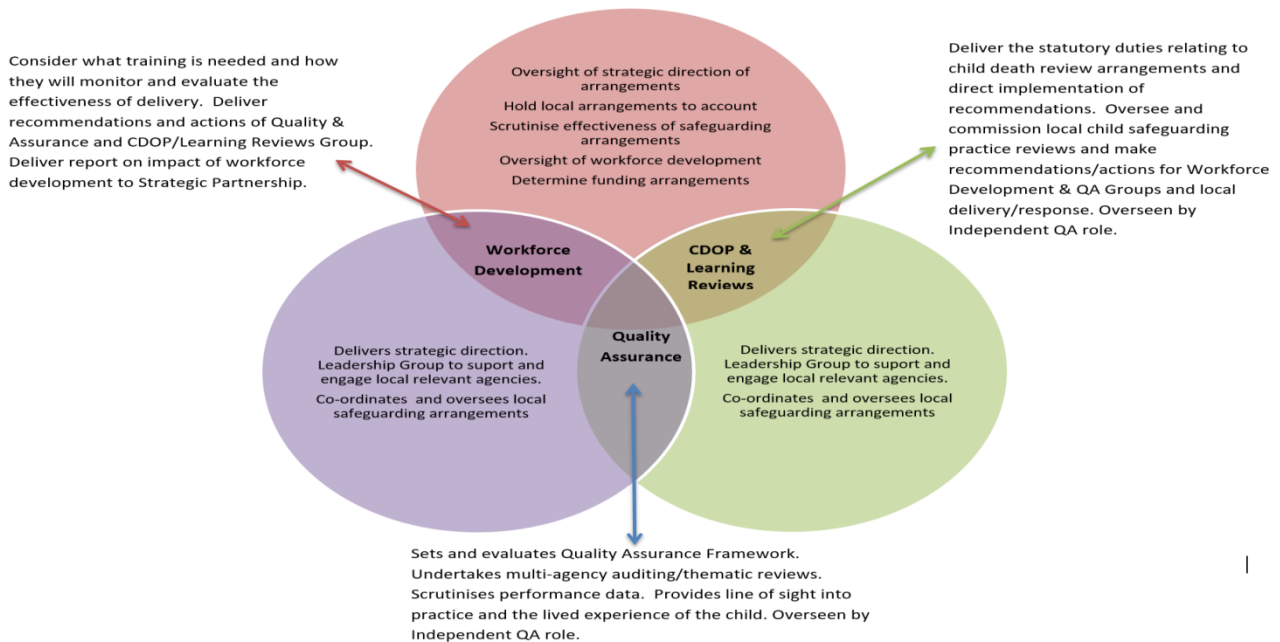 Consider what training is needed and how
they will monitor and evaluate the
effectiveness of delivery.  Deliver
recommendations and actions of Quality &
Assurance and CDOP/Learning Reviews Group.
Deliver report on impact of workforce
development to Strategic Partnership.
Oversight of strategic direction of
arrangements
Hold local arrangements to account
Scrutinise effectiveness of safeguarding
arrangements
Oversight of workforce development
Determine funding arrangements
Deliver the statutory duties relating to
child death review arrangements and
direct implementation of
recommendations.  Oversee and
commission local child safeguarding
practice reviews and make
recommendations/actions for Workforce
Development & QA Groups and local
delivery/response. Overseen by
Independent QA role.
Workforce
Development
CDOP &
Learning
Reviews
Quality
Assurance
Delivers strategic direction.
Leadership Group to suport and
engage local relevant agencies.
Co-ordinates  and oversees local
safeguarding arrangements
Delivers strategic direction.
Leadership Group to suport and
engage local relevant agencies.
Co-ordinates  and oversees local
safeguarding arrangements
Sets and evaluates Quality Assurance Framework.
Undertakes multi-agency auditing/thematic reviews.
Scrutinises performance data.  Provides line of sight into
practice and the lived experience of the child. Overseen by
Independent QA role.